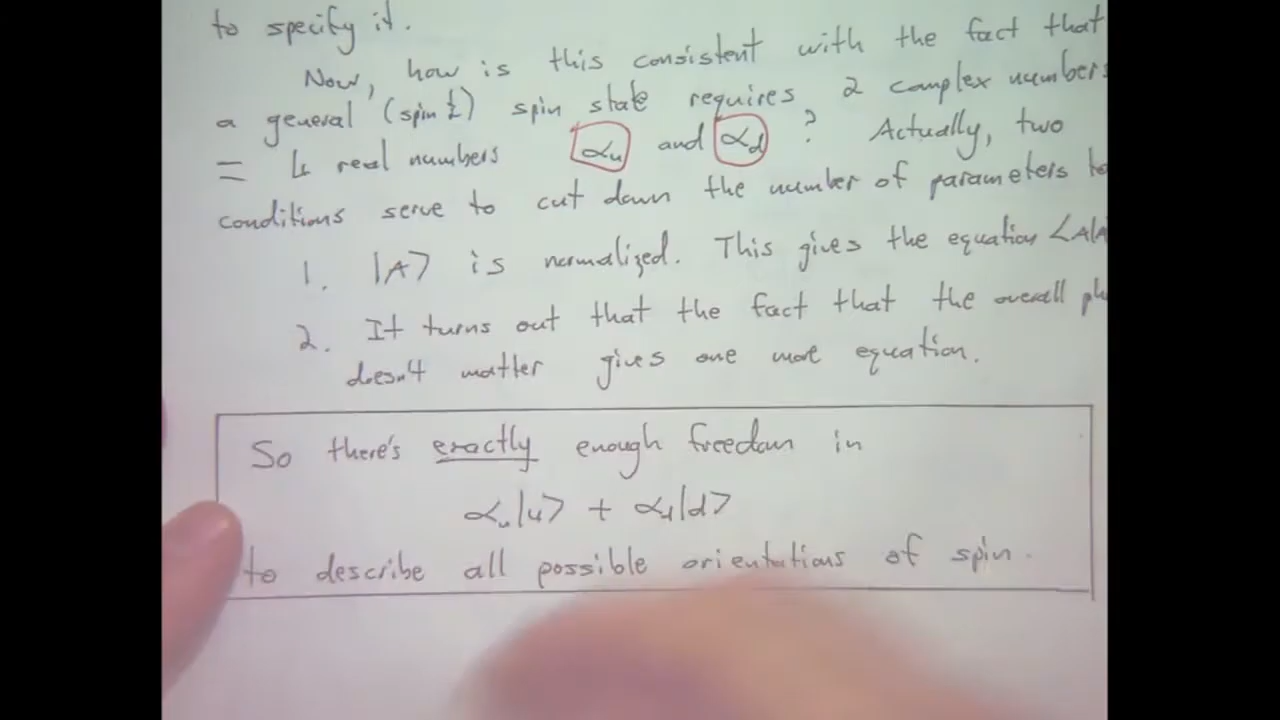 to specify it.
Now, how is this consistent with the fact that
a general (spin ½) spin state requires 2 complex numbers
= 4 real numbers αu and αd ? Actually, two
conditions serve to cut down the number of parameters to
1. |A> is normalized. This gives the equation <A|A
2. It turns out that the fact that the overall
doesn't matter gives one more equation.
So there's exactly enough freedom in
αu|u> + αd|d>
to describe all possible orientations of spin.